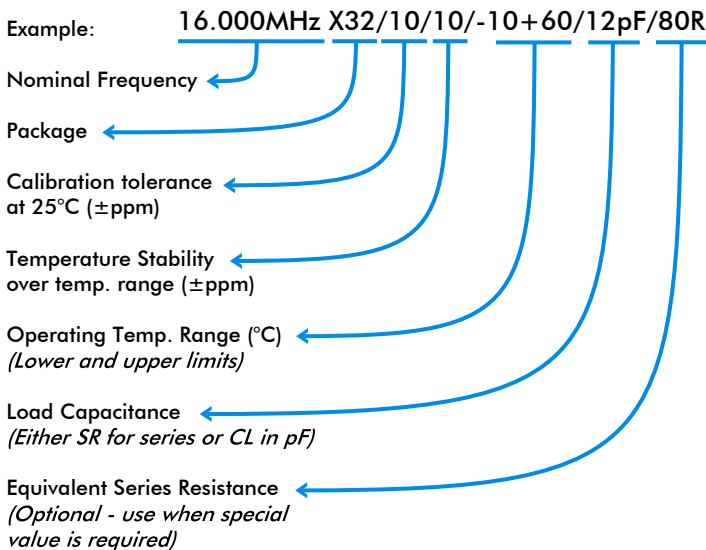 Example: 16.000MHz X32/10/10/-10+60/12pF/80R
Nominal Frequency
Package
Calibration tolerance
at 25°C (±ppm)
Temperature Stability
over temp. range (±ppm)
Operating Temp. Range (°C)
(Lower and upper limits)
Load Capacitance
(Either SR for series or CL in pF)
Equivalent Series Resistance
(Optional - use when special
value is required)